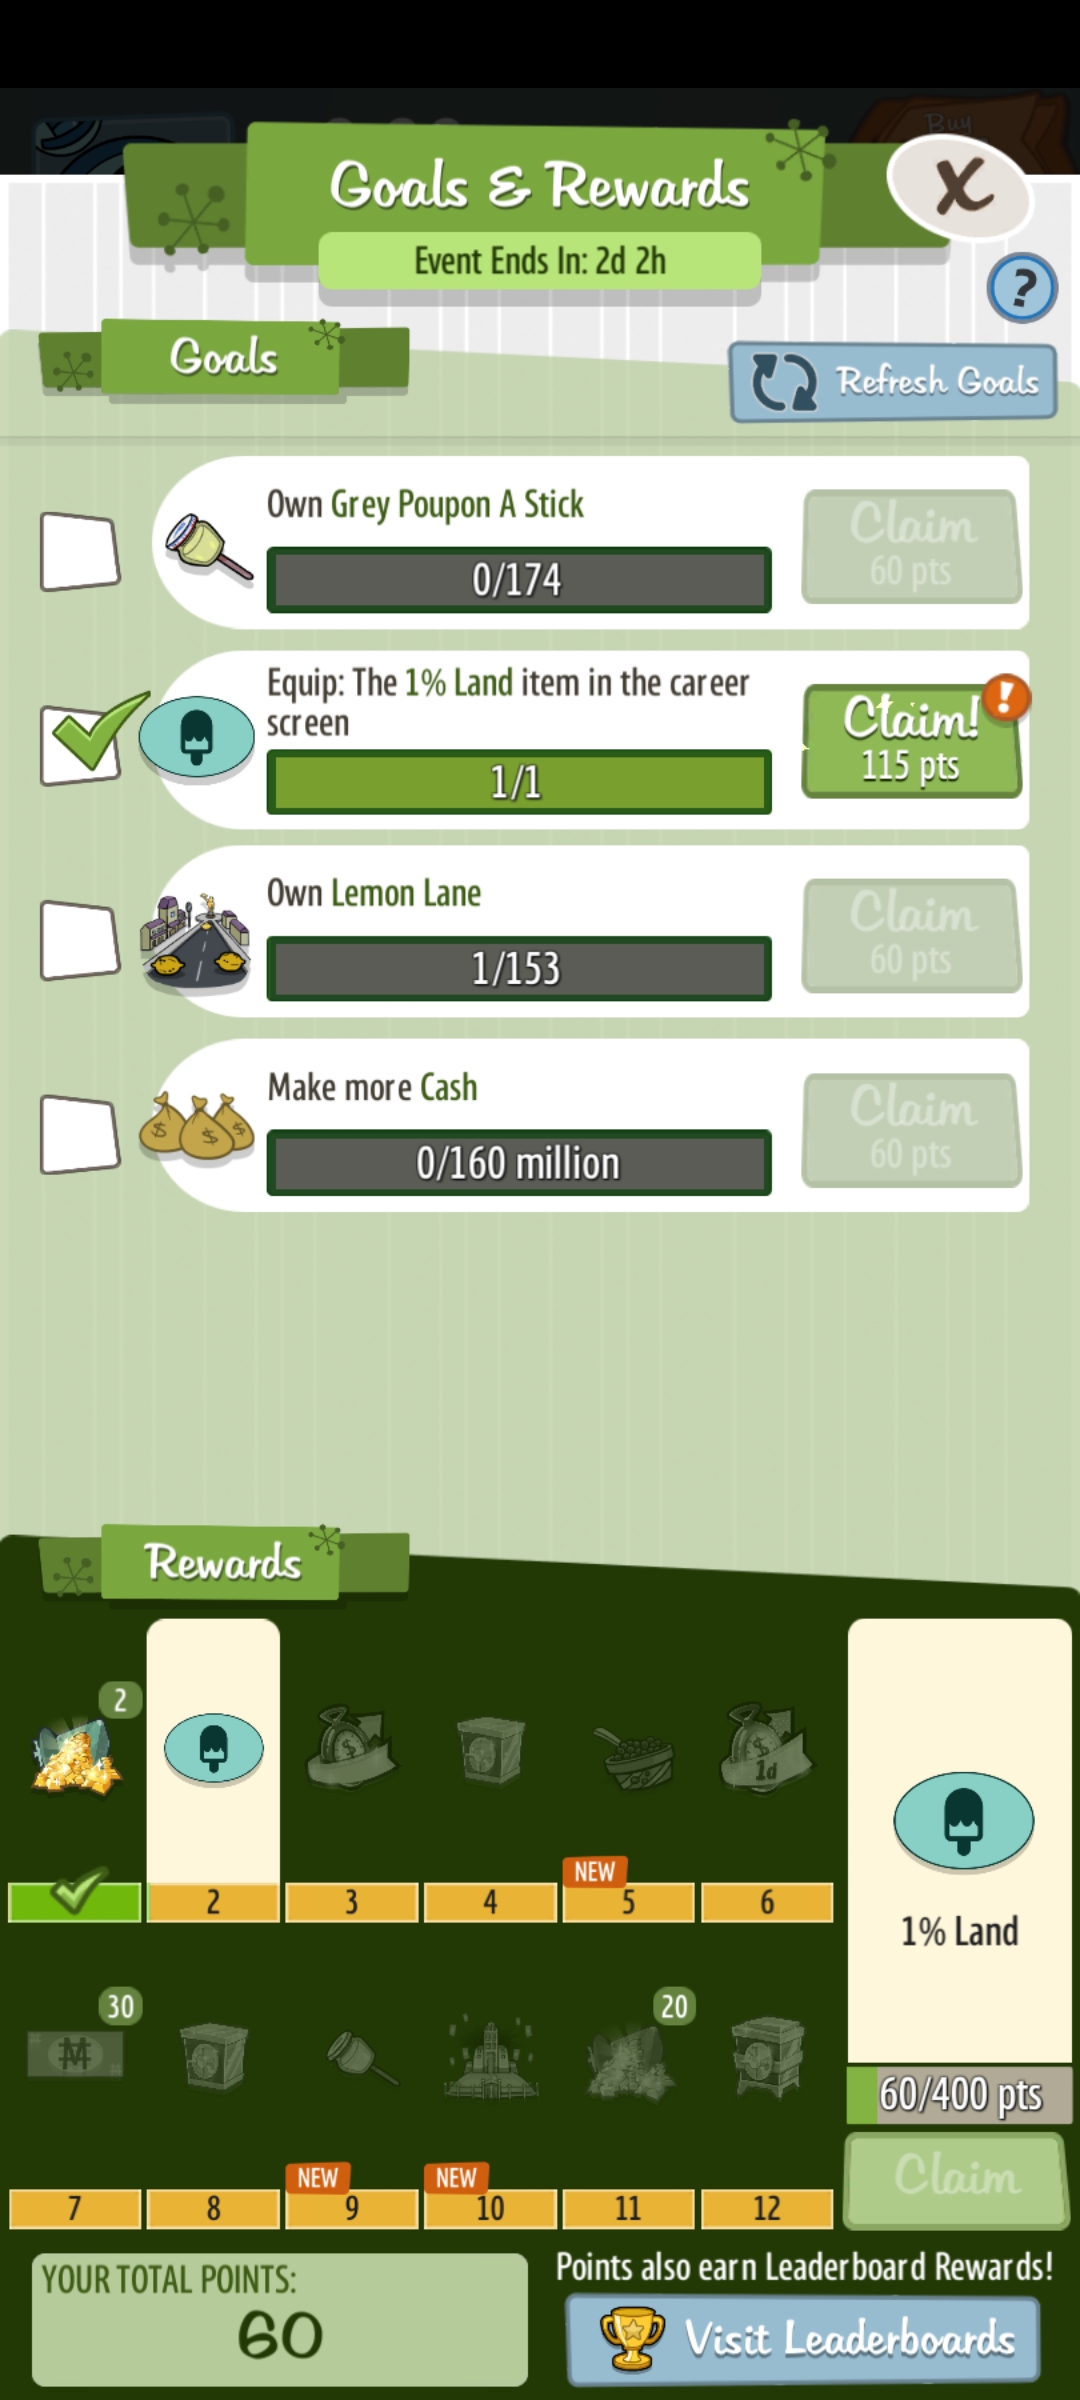 Buy
Goals & Rewards
X
Event Ends In: 2d 2h
?
Goals
Refresh Goals
Own Grey Poupon A Stick
0/174
Claim
60 pts
Equip: The 1% Land item in the career
screen
1/1
Claim!
115 pts
!
Own Lemon Lane
1/153
Claim
60 pts
Make more Cash
0/160 million
Claim
60 pts
Rewards
2
1d
NEW
2
3
4
5
6
1% Land
30
20
60/400 pts
Claim
NEW
NEW
7
8
9
10
11
12
YOUR TOTAL POINTS:
60
Points also earn Leaderboard Rewards!
Visit Leaderboards